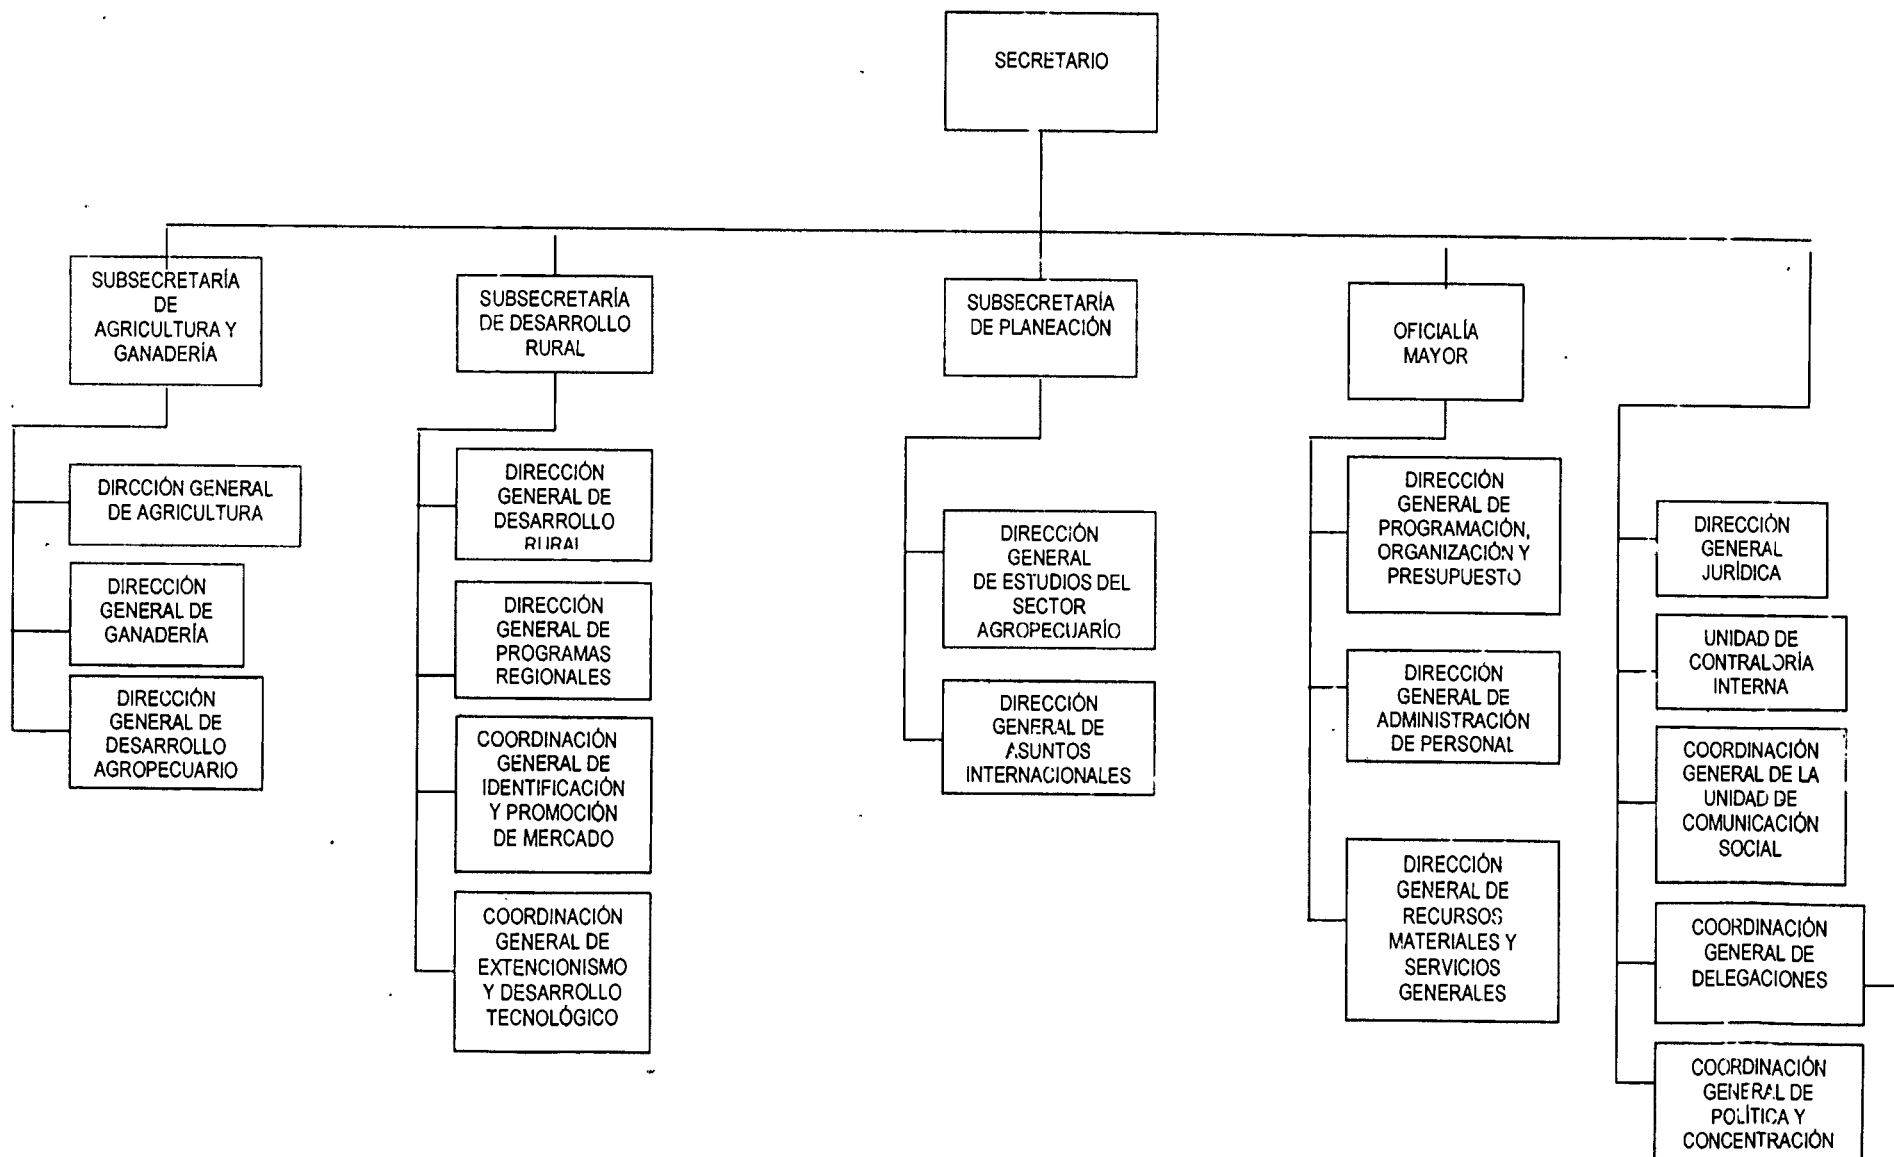 SECRETARIO
SUBSECRETARÍA
DE
AGRICULTURA Y
GANADERÍA
SUBSECRETARÍA
DE DESARROLLO
RURAL
SUBSECRETARÍA
DE PLANEACIÓN
OFICIALÍA
MAYOR
DIRCCIÓN GENERAL
DE AGRICULTURA
DIRECCIÓN
GENERAL DE
GANADERÍA
DIRECCIÓN
GENERAL DE
DESARROLLO
AGROPECUARIO
DIRECCIÓN
GENERAL DE
DESARROLLO
RURAL
DIRECCIÓN
GENERAL DE
PROGRAMAS
REGIONALES
COORDINACIÓN
GENERAL DE
IDENTIFICACIÓN
Y PROMOCIÓN
DE MERCADO
COORDINACIÓN
GENERAL DE
EXTENCIONISMO
Y DESARROLLO
TECNOLÓGICO
DIRECCIÓN
GENERAL
DE ESTUDIOS DEL
SECTOR
AGROPECUARÍO
DIRECCIÓN
GENERAL DE
ASUNTOS
INTERNACIONALES
DIRECCIÓN
GENERAL DE
PROGRAMACIÓN,
ORGANIZACIÓN Y
PRESUPUESTO
DIRECCIÓN
GENERAL DE
ADMINISTRACIÓN
DE PERSONAL
DIRECCIÓN
GENERAL DE
RECURSOS
MATERIALES Y
SERVICIOS
GENERALES
DIRECCIÓN
GENERAL
JURÍDICA
UNIDAD DE
CONTRALORÍA
INTERNA
COORDINACIÓN
GENERAL DE LA
UNIDAD DE
COMUNICACIÓN
SOCIAL
COORDINACIÓN
GENERAL DE
DELEGACIONES
COORDINACIÓN
GENERAL DE
POLÍTICA Y
CONCENTRACIÓN